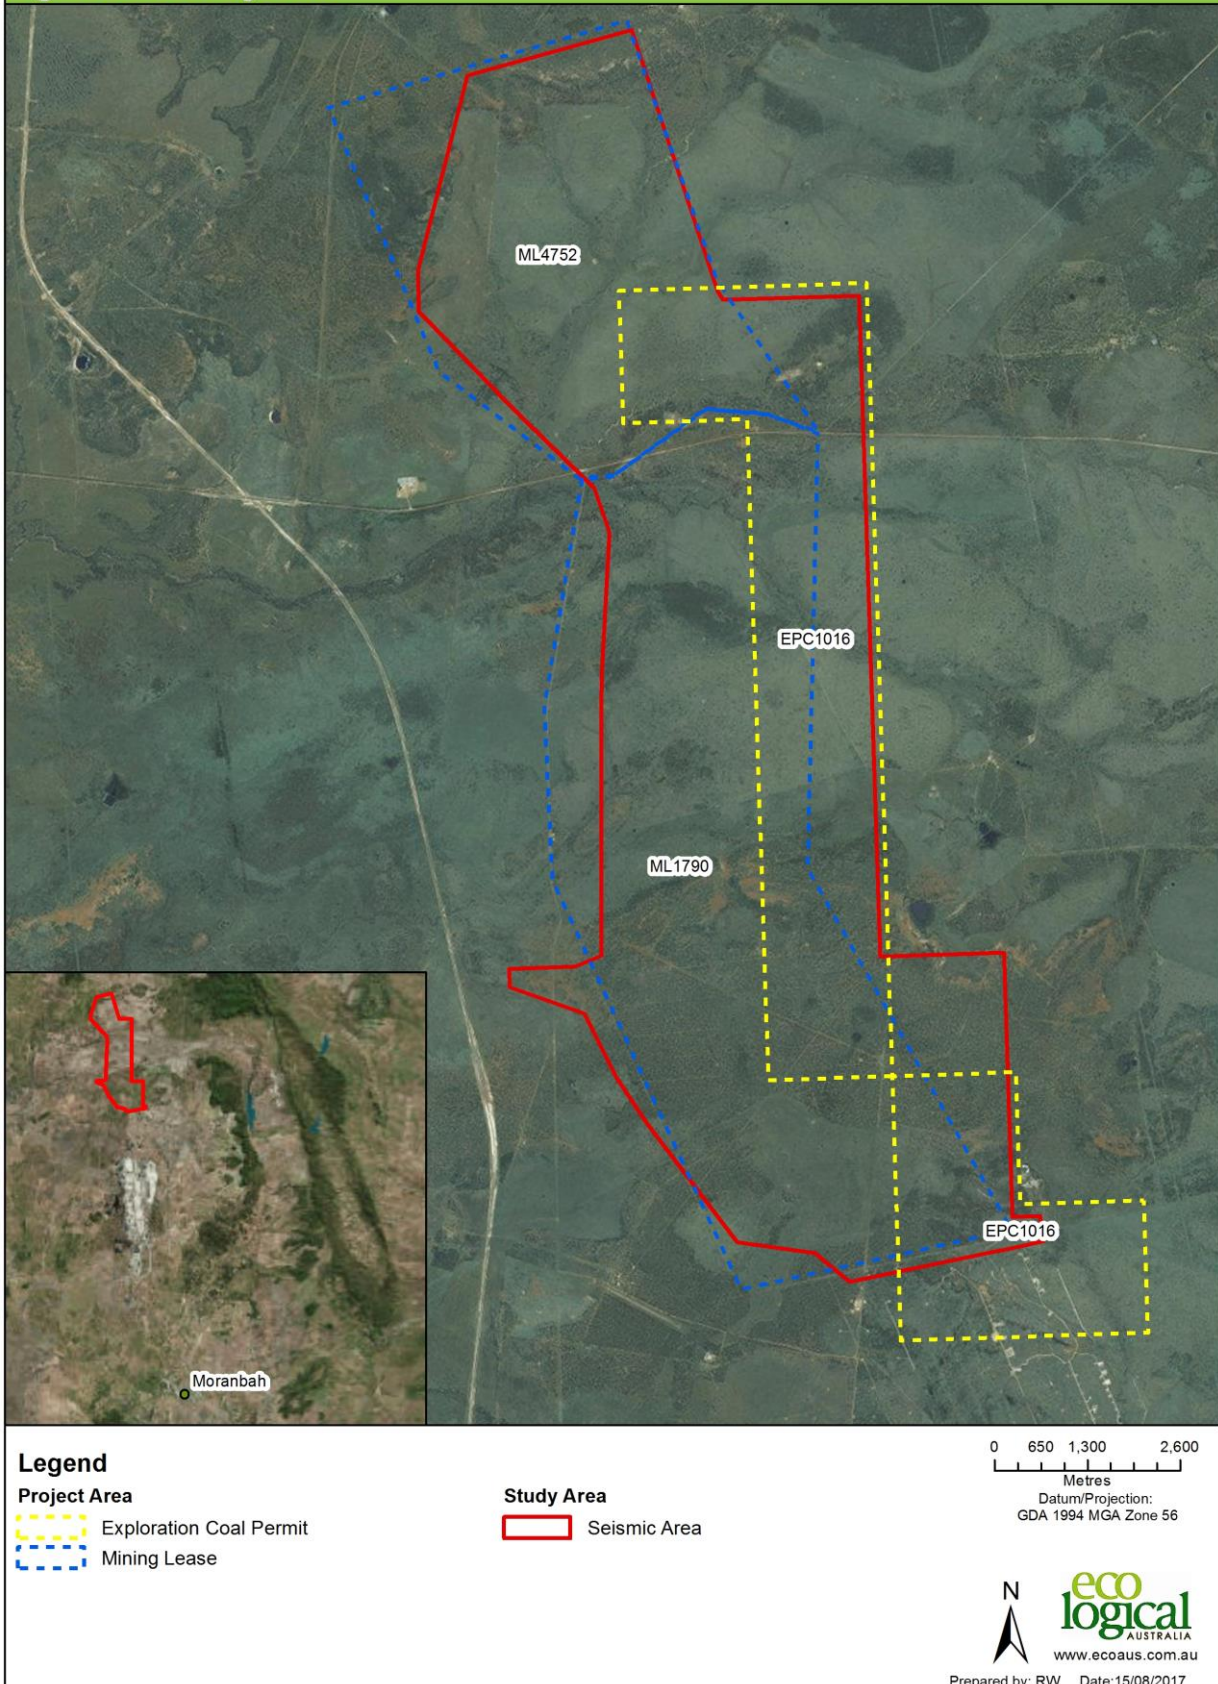 ML4752
EPC1016
ML1790
EPC1016
Moranbah
Legend
Project Area
Exploration Coal Permit
Mining Lease
Study Area
Seismic Area
0 650 1,300 2,600
Metres
Datum/Projection:
GDA 1994 MGA Zone 56
N
eco
logical
AUSTRALIA
www.ecoaus.com.au
Prepared by: RW Date:15/08/2017